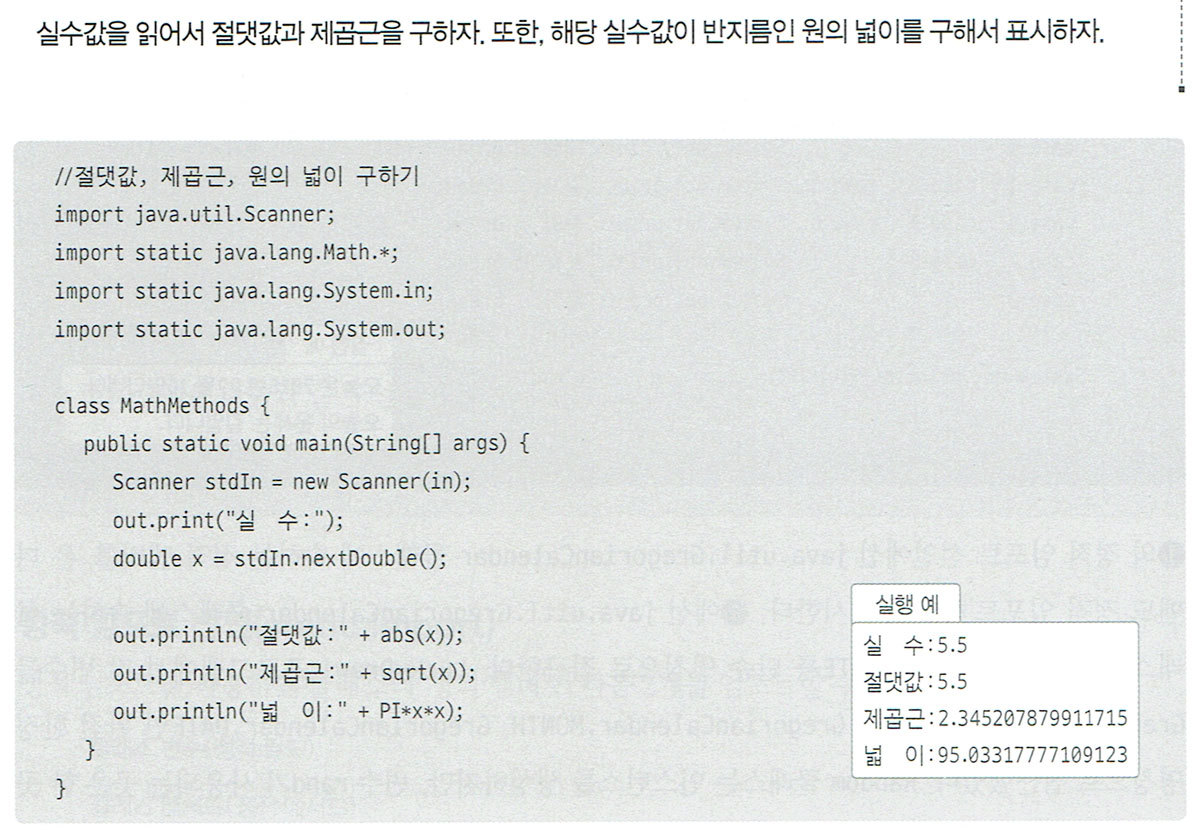 실수값을 읽어서 절댓값과 제곱근을 구하자. 또한, 해당 실수값이 반지름인 원의 넓이를 구해서 표시하자.
//절댓값, 제곱근, 원의 넓이 구하기
import java.util.Scanner;
import static java.lang.Math.*;
import static java.lang.System.in;
import static java.lang.System.out;
class MathMethods {
public static void main(String[] args) {
Scanner stdIn = new Scanner(in);
out.print("실 수:");
double x = stdIn.nextDouble();
out.println("절댓값:" + abs(x));
out.println("제곱근:" + sqrt(x));
out.println("넓 이:" + PI*x*x);
}
}
실행 예
실 수:5.5
절댓값:5.5
제곱근:2.345207879911715
넓 이:95.03317777109123